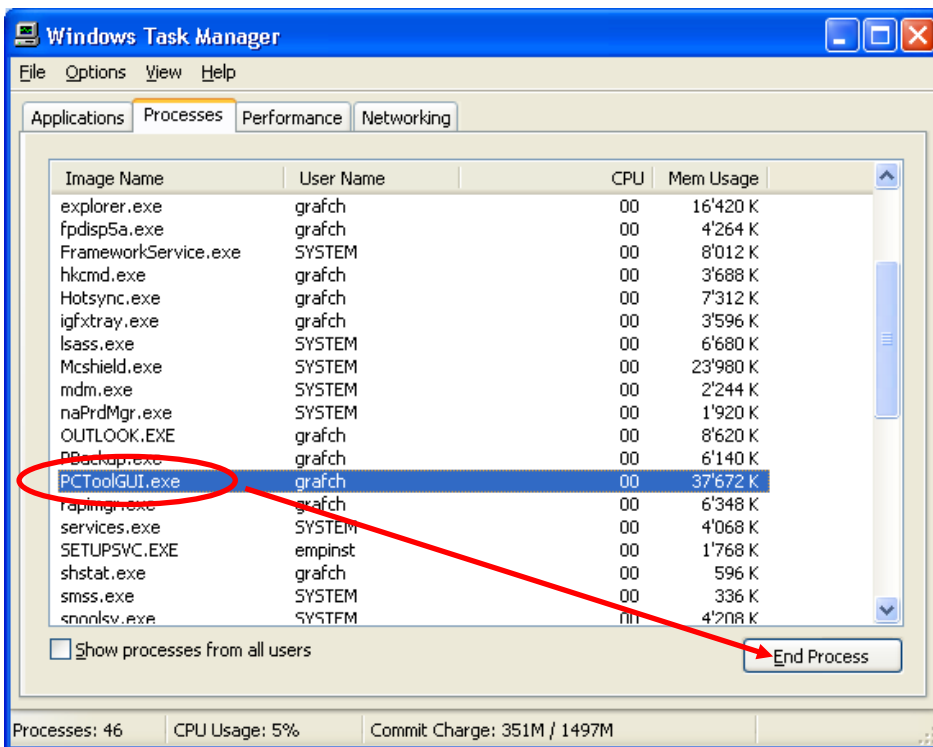 Windows Task Manager
File Options View Help
Applications Processes Performance Networking
Image Name User Name CPU Mem Usage
explorer.exe grafch 00 16'420 K
fpdisp5a.exe grafch 00 4'264 K
FrameworkService.exe SYSTEM 00 8'012 K
hkcmd.exe grafch 00 3'688 K
Hotsync.exe grafch 00 7'312 K
igfxtray.exe grafch 00 3'596 K
lsass.exe SYSTEM 00 6'680 K
Mcshield.exe SYSTEM 00 23'980 K
mdm.exe SYSTEM 00 2'244 K
naPrdMgr.exe SYSTEM 00 1'920 K
OUTLOOK.EXE grafch 00 8'620 K
PBackup.exe grafch 00 6'140 K
PCToolGUI.exe grafch 00 37'672 K
rapimgr.exe grafch 00 6'348 K
services.exe SYSTEM 00 4'068 K
SETUPSVC.EXE empinst 00 1'768 K
shstat.exe grafch 00 596 K
smss.exe SYSTEM 00 336 K
spoolsv.exe SYSTEM 00 4'208 K
Show processes from all users
End Process
Processes: 46 CPU Usage: 5% Commit Charge: 351M / 1497M